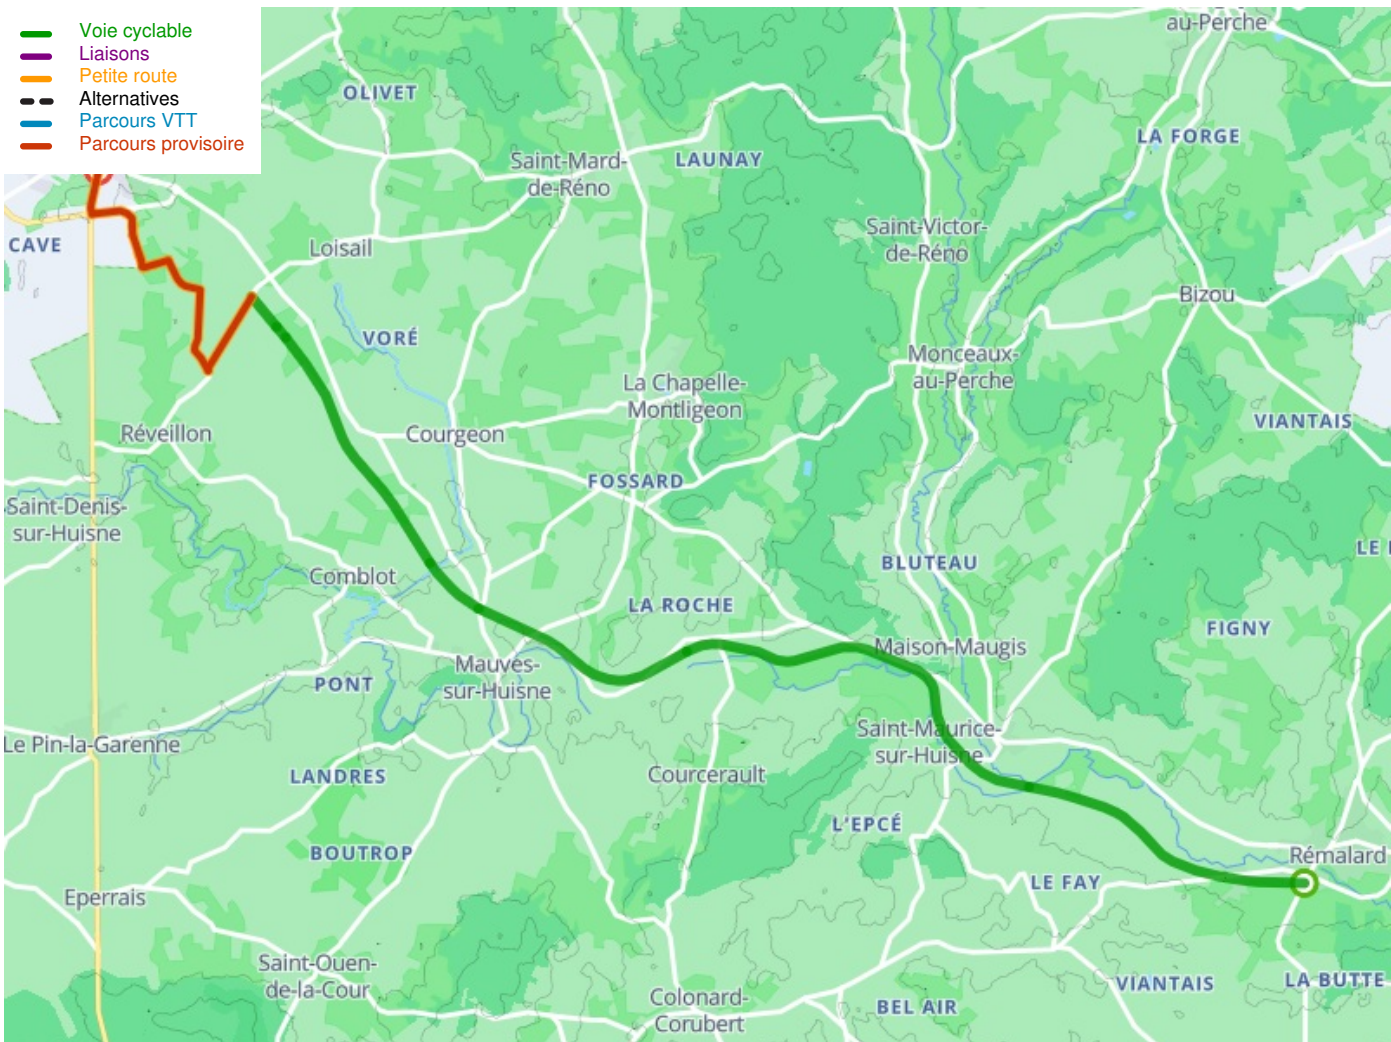 Voie cyclable
Liaisons
Petite route
Alternatives
Parcours VTT
Parcours provisoire
au-Perche
OLIVET
LA FORGE
Saint-Mard-
de-Réno
LAUNAY
CAVE
Loisail
Saint-Victor-
de-Réno
Bizou
VORÉ
Monceaux-
au-Perche
La Chapelle-
Montligeon
VIANTAIS
Réveillon
Courgeon
FOSSARD
Saint-Denis-
sur-Huisne
LE
BLUTEAU
Comblot
LA ROCHE
FIGNY
Maison-Maugis
Mauves-
sur-Huisne
PONT
Saint-Maurice-
sur-Huisne
Le Pin-la-Garenne
LANDRES
Courcerault
L'EPCÉ
BOUTROP
Rémalard
LE FAY
Eperrais
Saint-Ouen-
de-la-Cour
VIANTAIS
LA BUTTE
Colonard-
Corubert
BEL AIR